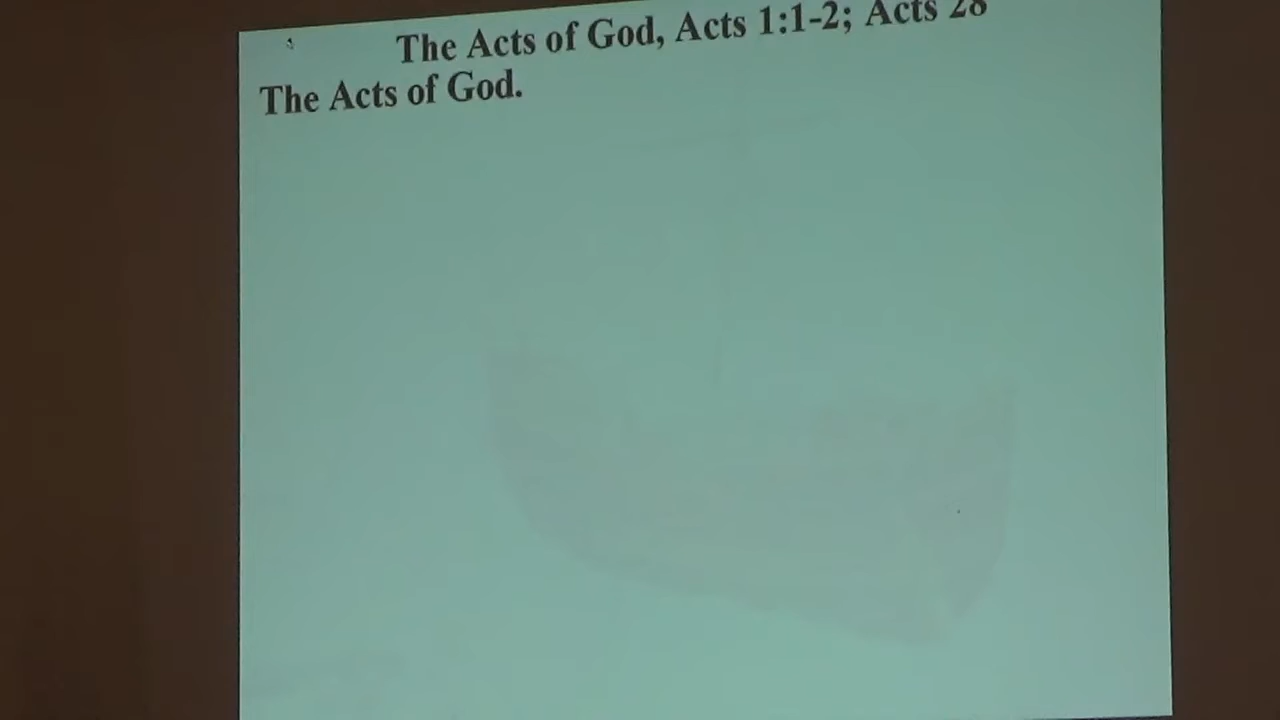 The Acts of God, Acts 1:1-2; Acts 28
The Acts of God.